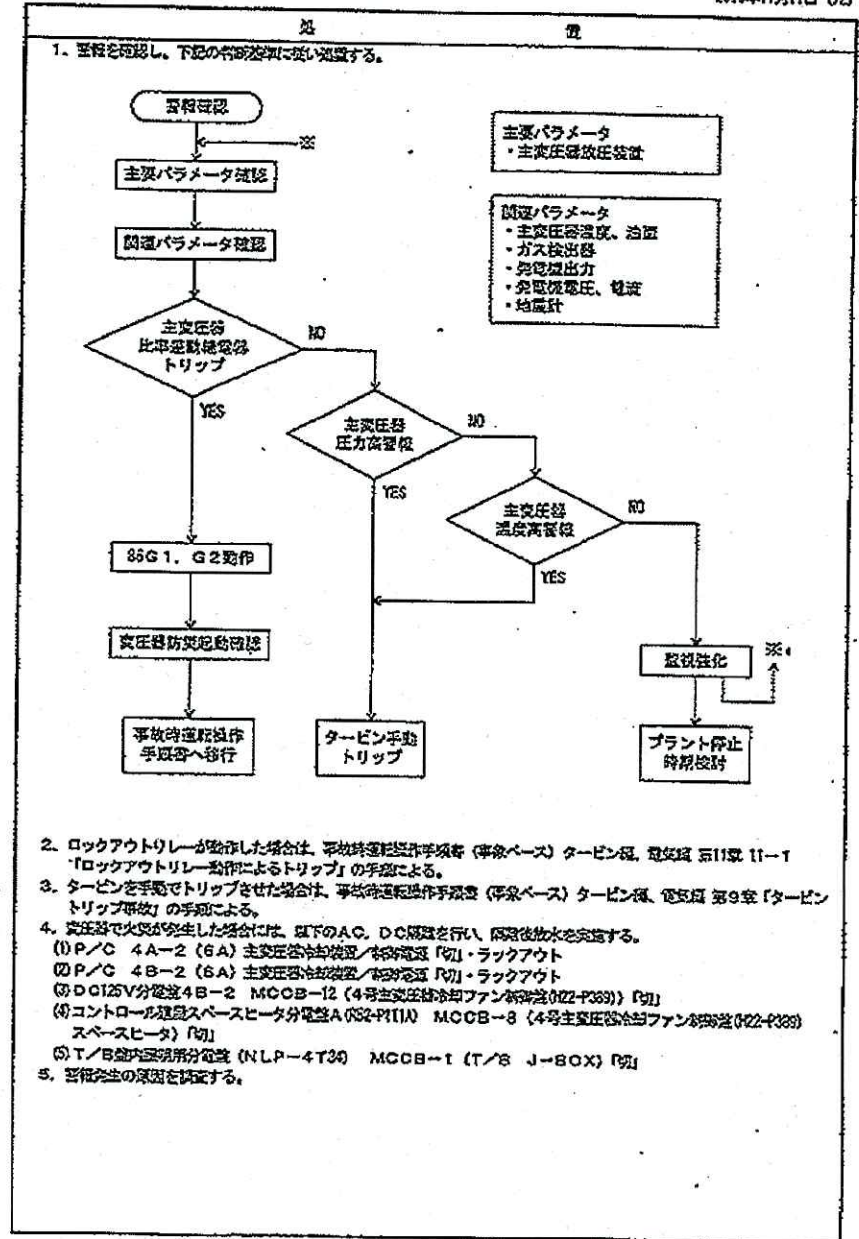 処 置
1、警報を確認し、下記の判断基準に従い処置する。
警報確認
※
主要パラメータ
・主変圧器放圧装置
主要パラメータ確認
関連パラメータ
・主変圧器温度、油面
・ガス検出器
・発電機出力
・発電機電圧、電流
・地震計
関連パラメータ確認
主変圧器
比率差動継電器
トリップ
NO
YES
主変圧器
圧力高警報
NO
YES
主変圧器
温度高警報
NO
YES
86G1、G2動作
変圧器防災起動確認
監視強化
※
事故時運転操作
手順書へ移行
タービン手動
トリップ
プラント停止
時期検討
2、ロックアウトリレーが動作した場合は、事故時運転操作手順書(事象ベース)タービン編、電気編 第11章 11-1
「ロックアウトリレー動作によるトリップ」の手順による。
3、タービンを手動でトリップさせた場合は、事故時運転操作手順書(事象ベース)タービン編、電気編 第9章「タービン
トリップ事故」の手順による。
4、変圧器で火災が発生した場合には、以下のAC、DC隔離を行い、隔離後放水を実施する。
(1)P/C 4A-2(6A)主変圧器冷却装置/制御電源「切」・ラックアウト
(2)P/C 4B-2(6A)主変圧器冷却装置/制御電源「切」・ラックアウト
(3)DC125V分電盤4B-2 MCCB-12(4号主変圧器冷却ファン制御盤(H22-P389))「切」
(4)コントロール建屋スペースヒータ分電盤A MCCB-8(4号主変圧器冷却ファン制御盤(H22-P389)
スペースヒータ)「切」
(5)T/B盤内照明用分電盤(NLP-4T34) MCCB-1(T/B J-BOX)「切」
5、警報発生の原因を調査する。